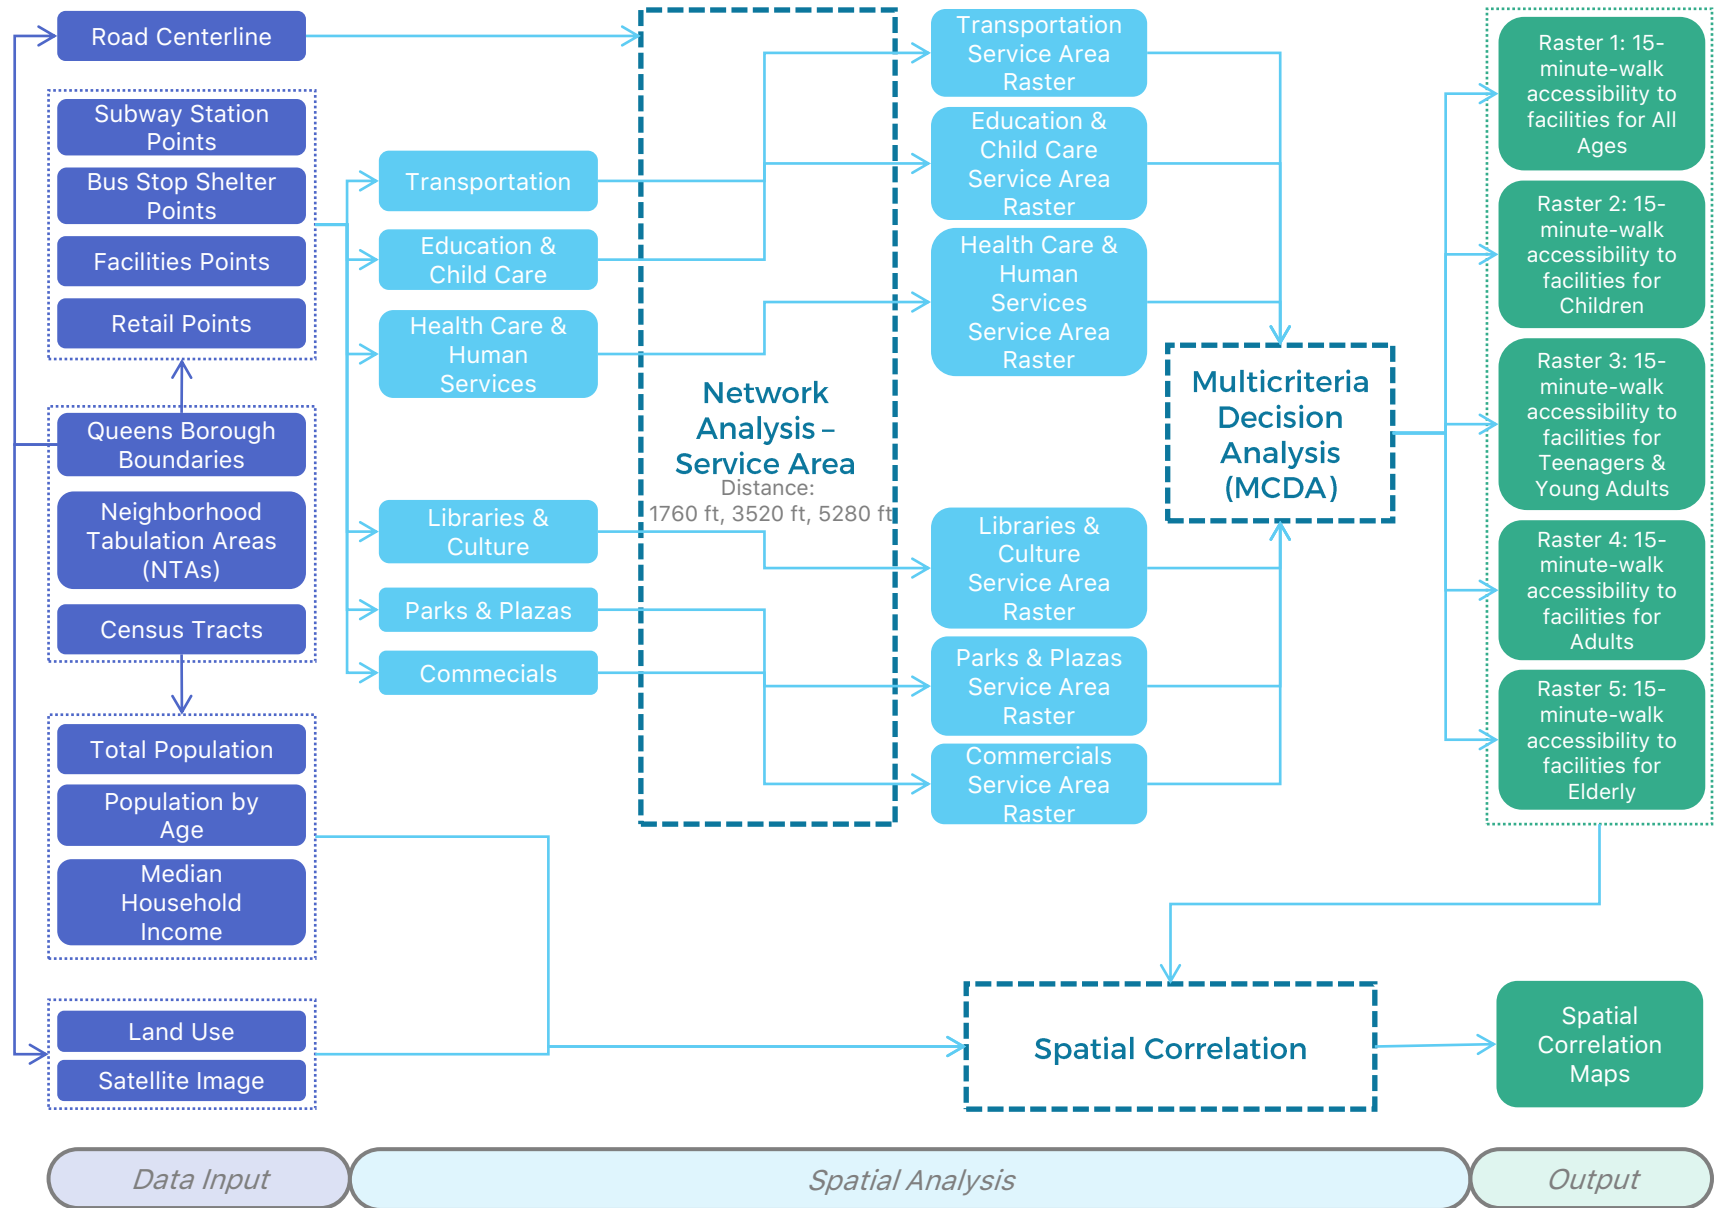 Road Centerline
Subway Station
Points
Bus Stop Shelter
Points
Facilities Points
Retail Points
Queens Borough
Boundaries
Neighborhood
Tabulation Areas
(NTAs)
Census Tracts
Total Population
Population by
Age
Median
Household
Income
Land Use
Satellite Image
Transportation
Education &
Child Care
Health Care &
Human
Services
Libraries &
Culture
Parks & Plazas
Commecials
Network
Analysis –
Service Area
Distance:
1760 ft, 3520 ft, 5280 ft
Transportation
Service Area
Raster
Education &
Child Care
Service Area
Raster
Health Care &
Human
Services
Service Area
Raster
Libraries &
Culture
Service Area
Raster
Parks & Plazas
Service Area
Raster
Commercials
Service Area
Raster
Multicriteria
Decision
Analysis
(MCDA)
Spatial Correlation
Raster 1: 15-
minute-walk
accessibility to
facilities for All
Ages
Raster 2: 15-
minute-walk
accessibility to
facilities for
Children
Raster 3: 15-
minute-walk
accessibility to
facilities for
Teenagers &
Young Adults
Raster 4: 15-
minute-walk
accessibility to
facilities for
Adults
Raster 5: 15-
minute-walk
accessibility to
facilities for
Elderly
Spatial
Correlation
Maps
Data Input
Spatial Analysis
Output